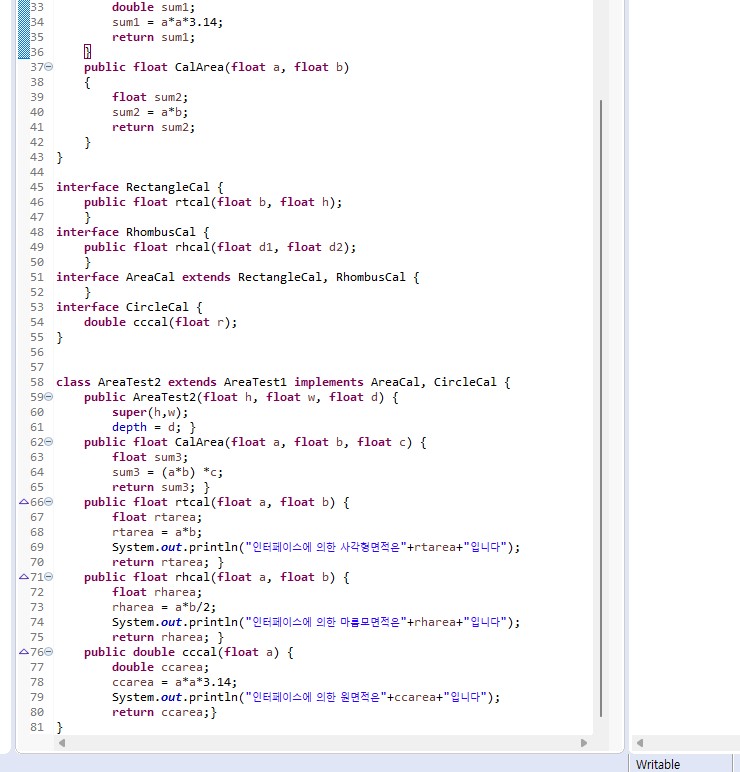 33 double sum1;
34 sum1 = a*a*3.14;
35 return sum1;
36 }
37 public float CalArea(float a, float b)
38 {
39 float sum2;
40 sum2 = a*b;
41 return sum2;
42 }
43 }
44
45 interface RectangleCal {
46 public float rtcal(float b, float h);
47 }
48 interface RhombusCal {
49 public float rhcal(float d1, float d2);
50 }
51 interface AreaCal extends RectangleCal, RhombusCal {
52 }
53 interface CircleCal {
54 double cccal(float r);
55 }
56
57
58 class AreaTest2 extends AreaTest1 implements AreaCal, CircleCal {
59 public AreaTest2(float h, float w, float d) {
60 super(h,w);
61 depth = d; }
62 public float CalArea(float a, float b, float c) {
63 float sum3;
64 sum3 = (a*b) *c;
65 return sum3; }
66 public float rtcal(float a, float b) {
67 float rtarea;
68 rtarea = a*b;
69 System.out.println("인터페이스에 의한 사각형면적은"+rtarea+"입니다");
70 return rtarea; }
71 public float rhcal(float a, float b) {
72 float rharea;
73 rharea = a*b/2;
74 System.out.println("인터페이스에 의한 마름모면적은"+rharea+"입니다");
75 return rharea; }
76 public double cccal(float a) {
77 double ccarea;
78 ccarea = a*a*3.14;
79 System.out.println("인터페이스에 의한 원면적은"+ccarea+"입니다");
80 return ccarea;}
81 }
Writable